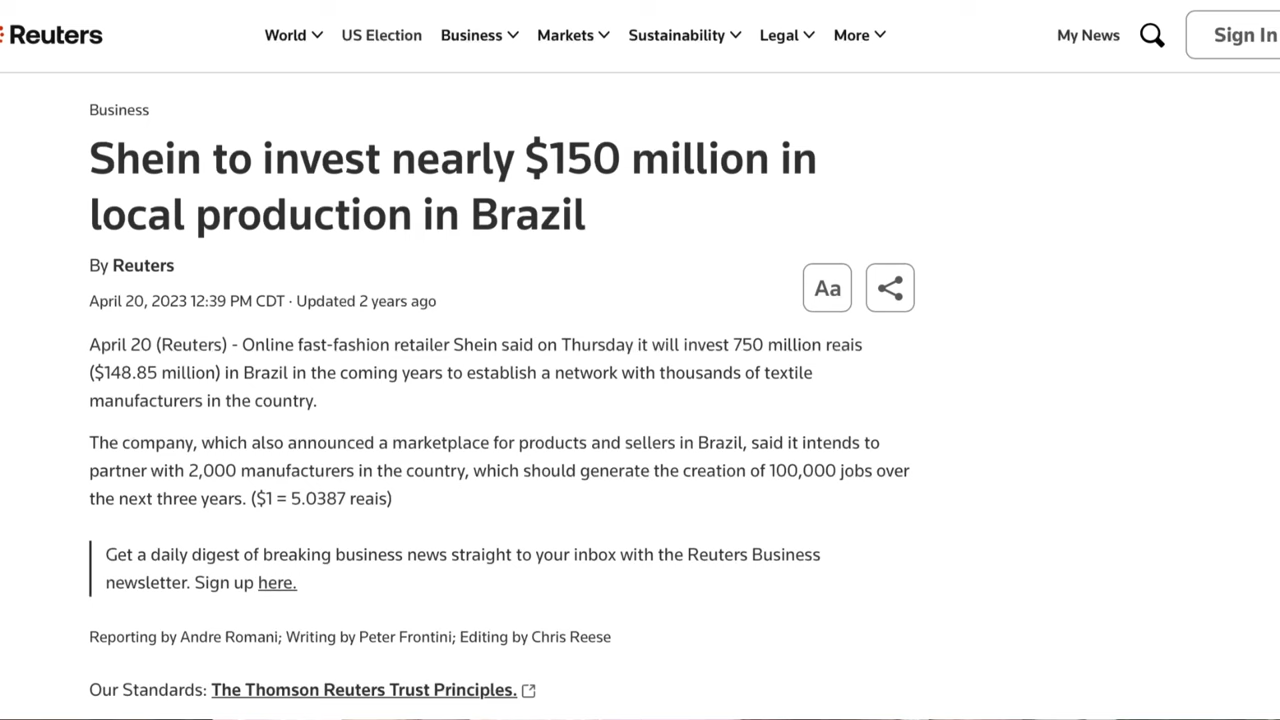 Reuters
World US Election Business Markets Sustainability Legal More My News Sign In
Business
Shein to invest nearly $150 million in
local production in Brazil
By Reuters
April 20, 2023 12:39 PM CDT · Updated 2 years ago
Aa
April 20 (Reuters) - Online fast-fashion retailer Shein said on Thursday it will invest 750 million reais
($148.85 million) in Brazil in the coming years to establish a network with thousands of textile
manufacturers in the country.
The company, which also announced a marketplace for products and sellers in Brazil, said it intends to
partner with 2,000 manufacturers in the country, which should generate the creation of 100,000 jobs over
the next three years. ($1 = 5.0387 reais)
Get a daily digest of breaking business news straight to your inbox with the Reuters Business
newsletter. Sign up here.
Reporting by Andre Romani; Writing by Peter Frontini; Editing by Chris Reese
Our Standards: The Thomson Reuters Trust Principles.